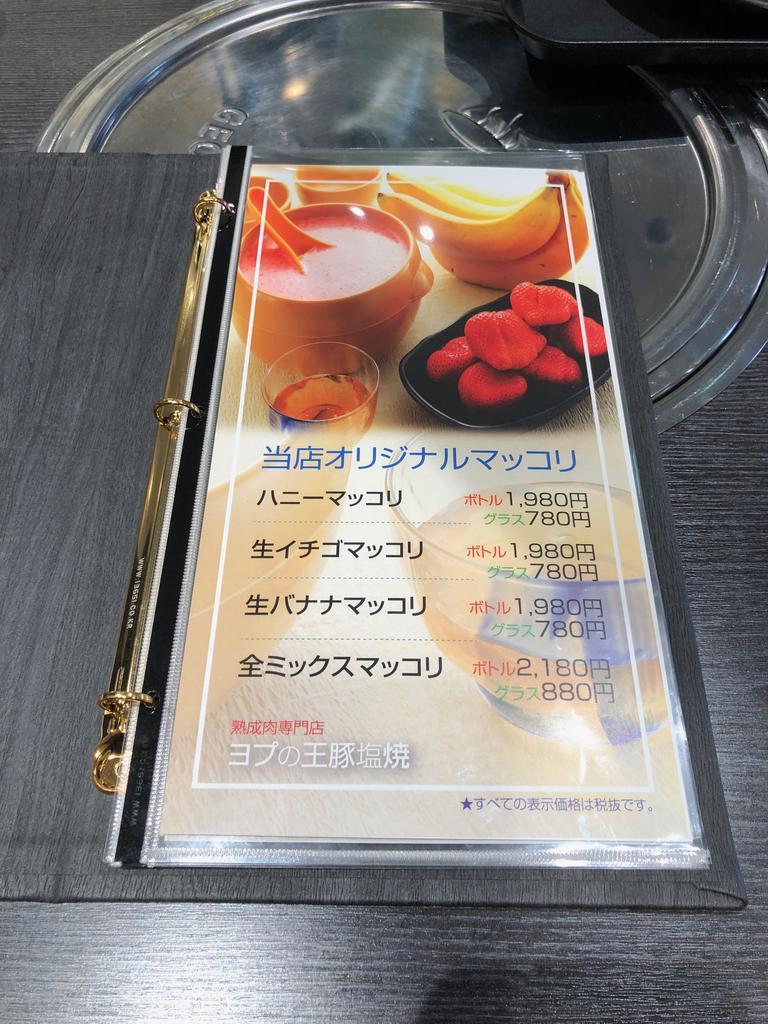 GEO
当店オリジナルマッコリ
ハニーマッコリ ボトル1,980円
グラス780円
生イチゴマッコリ ボトル1,980円
グラス780円
生バナナマッコリ ボトル1,980円
グラス780円
全ミックスマッコリ ボトル2,180円
グラス880円
熟成肉専門店
ヨプの王豚塩焼
★すべての表示価格は税抜です。